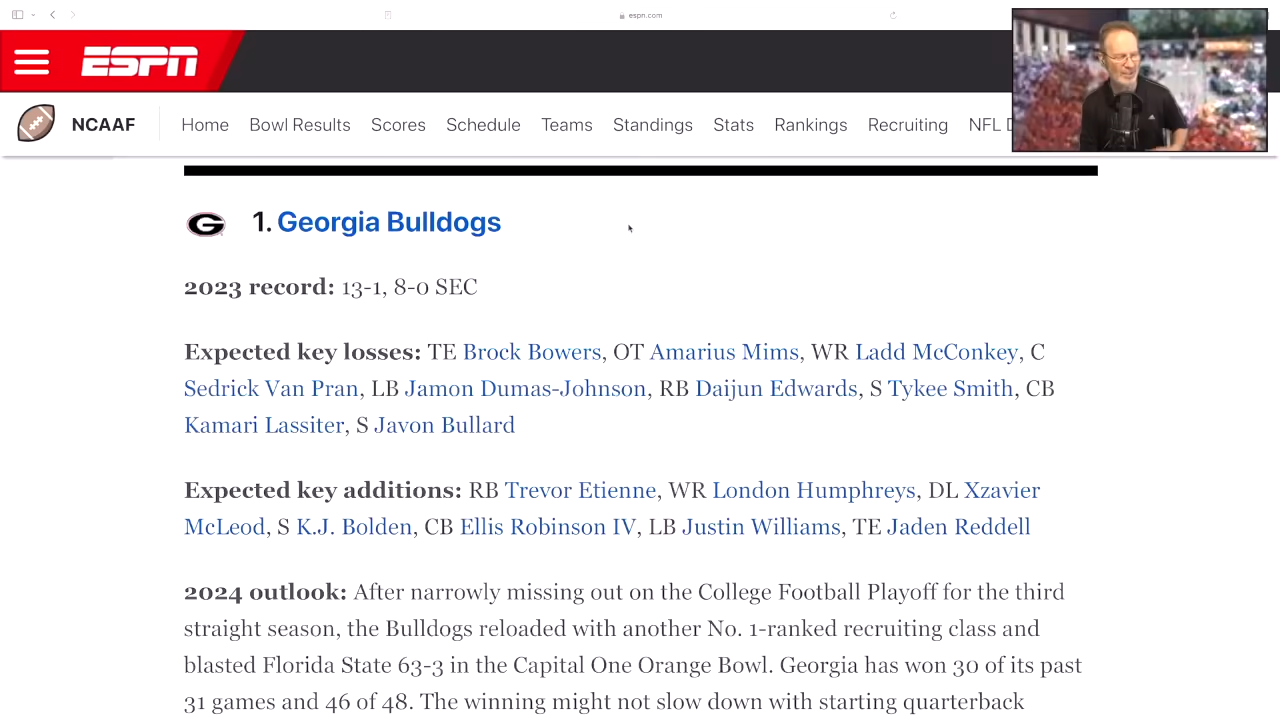 espn.com
ESPN
NCAAF Home Bowl Results Scores Schedule Teams Standings Stats Rankings Recruiting NFL D
G 1. Georgia Bulldogs
2023 record: 13-1, 8-0 SEC
Expected key losses: TE Brock Bowers, OT Amarius Mims, WR Ladd McConkey, C
Sedrick Van Pran, LB Jamon Dumas-Johnson, RB Daijun Edwards, S Tykee Smith, CB
Kamari Lassiter, S Javon Bullard
Expected key additions: RB Trevor Etienne, WR London Humphreys, DL Xzavier
McLeod, S K.J. Bolden, CB Ellis Robinson IV, LB Justin Williams, TE Jaden Reddell
2024 outlook: After narrowly missing out on the College Football Playoff for the third
straight season, the Bulldogs reloaded with another No. 1-ranked recruiting class and
blasted Florida State 63-3 in the Capital One Orange Bowl. Georgia has won 30 of its past
31 games and 46 of 48. The winning might not slow down with starting quarterback